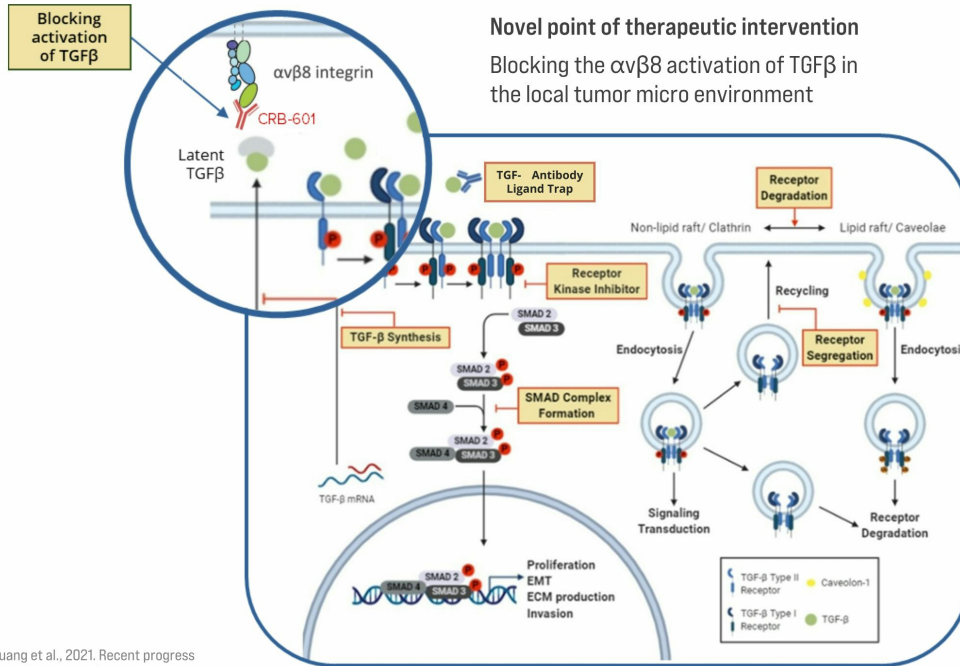 Blocking
activation
of TGFβ
Novel point of therapeutic intervention
Blocking the αvβ8 activation of TGFβ in
the local tumor micro environment
αvβ8 integrin
CRB-601
Latent
TGFβ
P
P
TGF- Antibody
Ligand Trap
Receptor
Degradation
Non-lipid raft/ Clathrin
Lipid raft/ Caveolae
P
P
P
P
P
Receptor
Kinase Inhibitor
Recycling
TGF-β Synthesis
SMAD 2
SMAD 3
Receptor
Segregation
Endocytosis
Endocytosi
SMAD 2
P
SMAD 3
P
SMAD Complex
Formation
SMAD 4
SMAD 2
P
SMAD 4
SMAD 3
P
TGF-β mRNA
Signaling
Transduction
Receptor
Degradation
Proliferation
EMT
ECM production
Invasion
SMAD 2
P
SMAD 4
SMAD 3
P
TGF-β Type II
Receptor
Caveolon-1
TGF-β Type I
Receptor
TGF-β
uang et al., 2021. Recent progress